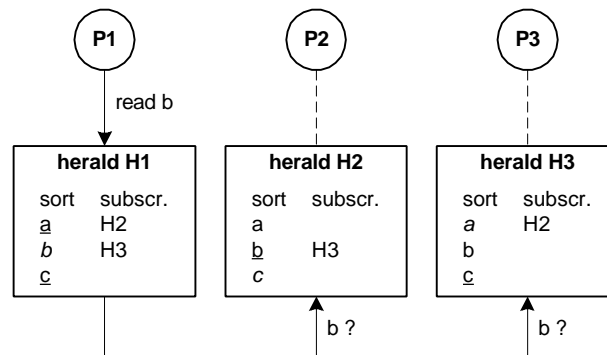 P1 P2 P3
read b
herald H1 herald H2 herald H3
sort subscr. sort subscr. sort subscr.
a H2 a a H2
b H3 b H3 b
c c c
b ? b ?